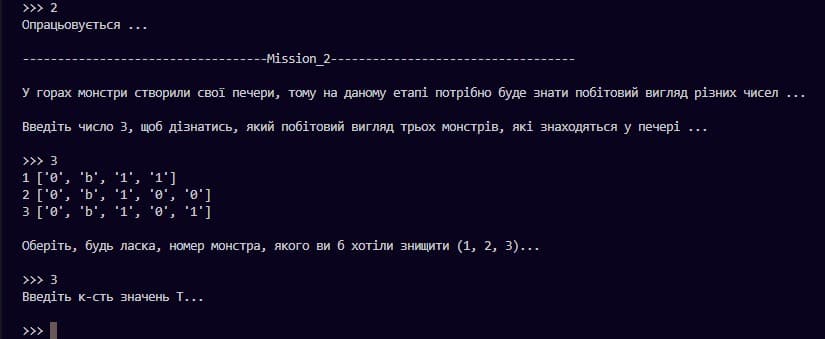 >>> 2
Опрацьовується ...
-----------------------------------Mission_2-----------------------------------
У горах монстри створили свої печери, тому на даному етапі потрібно буде знати побітовий вигляд різних чисел ...
Введіть число 3, щоб дізнатись, який побітовий вигляд трьох монстрів, які знаходяться у печері ...
>>> 3
1 ['0', 'b', '1', '1']
2 ['0', 'b', '1', '0', '0']
3 ['0', 'b', '1', '0', '1']
Оберіть, будь ласка, номер монстра, якого ви б хотіли знищити (1, 2, 3)...
>>> 3
Введіть к-сть значень Т...
>>>